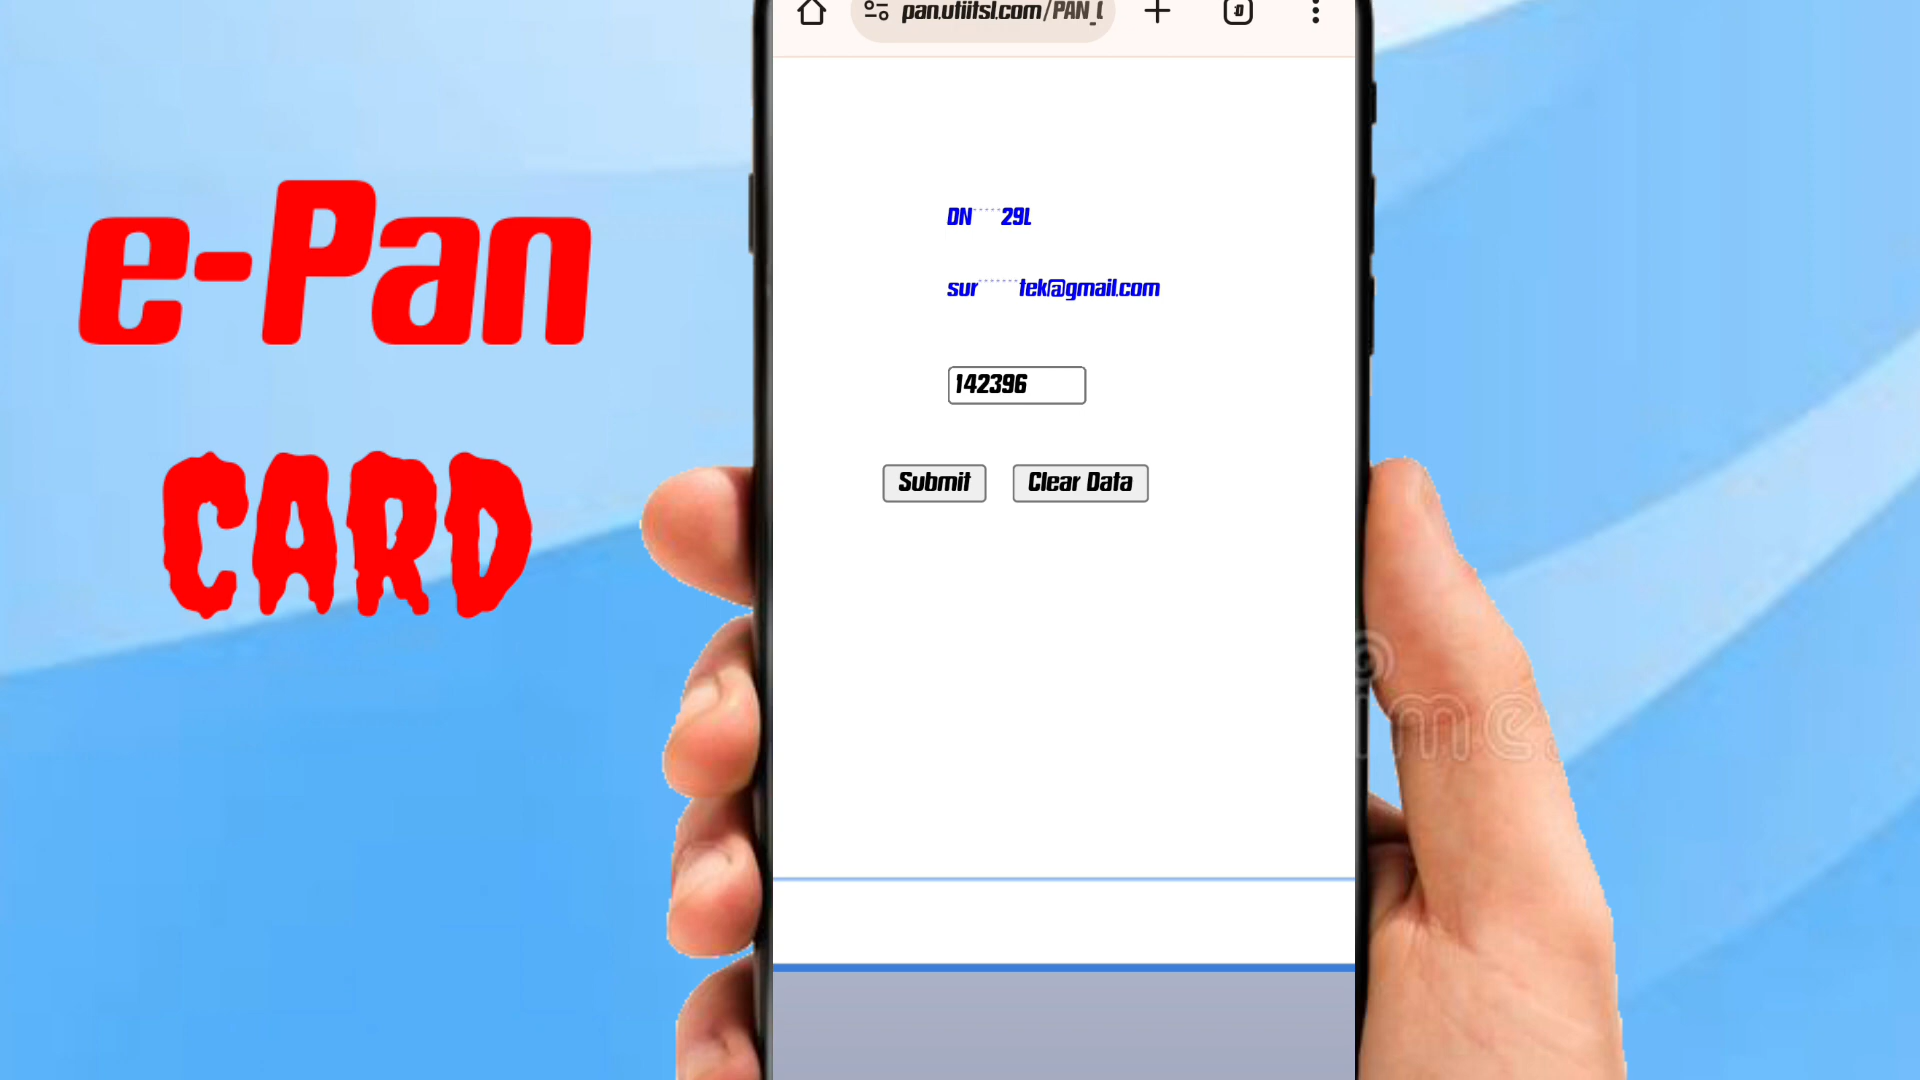 e-Pan
CARD
pan.utiitsl.com/PAN_
DN 29L
sur tek@gmail.com
142396
Submit
Clear Data